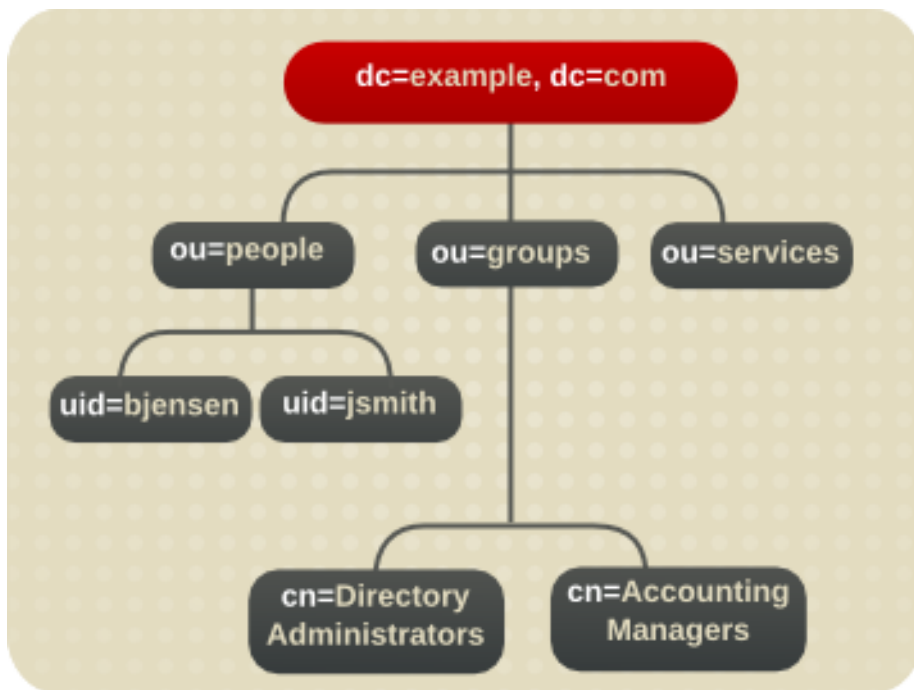 dc=example, dc=com
ou=people
ou=groups
ou=services
uid=bjensen
uid=jsmith
cn=Directory
Administrators
cn=Accounting
Managers